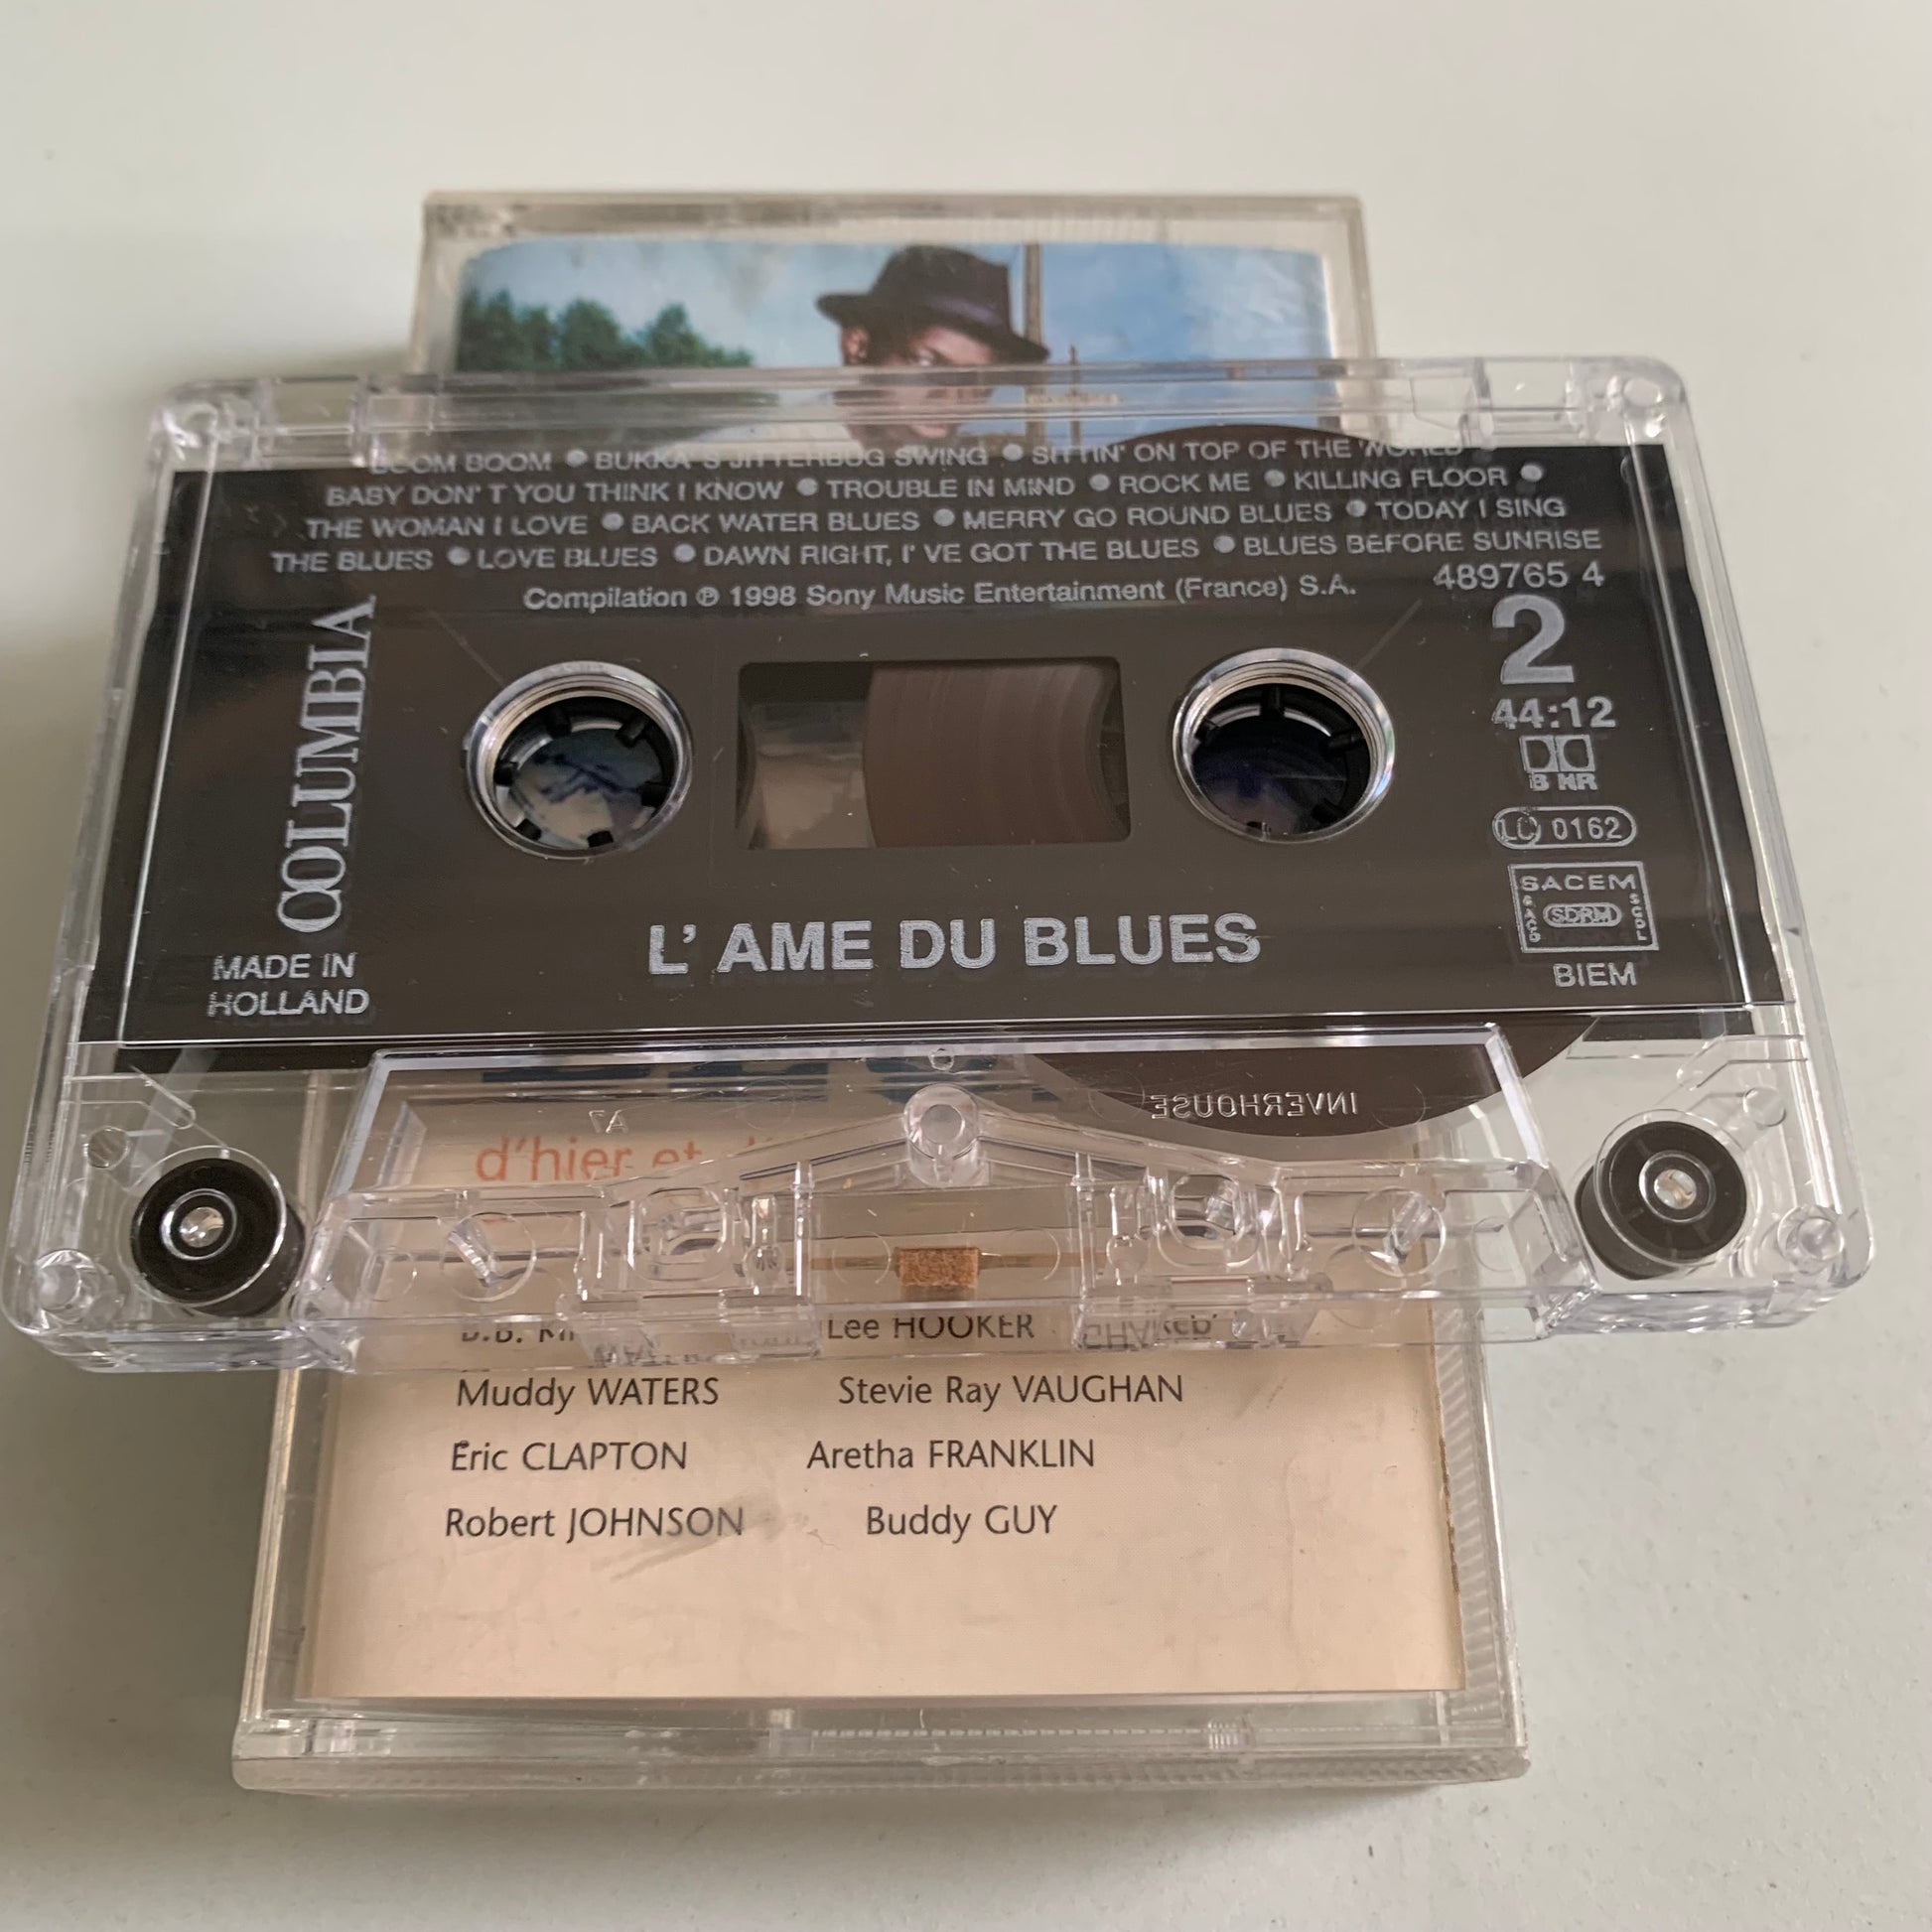 BOOM BOOM ● BUKKA'S JITTERBUG SWING ● SITTIN' ON TOP OF THE 'WORLD
BABY DON' T YOU THINK I KNOW ● TROUBLE IN MIND ● ROCK ME ● KILLING FLOOR ●
THE WOMAN I LOVE ● BACK WATER BLUES ● MERRY GO ROUND BLUES ● TODAY I SING
THE BLUES ● LOVE BLUES ● DAWN RIGHT, I' VE GOT THE BLUES ● BLUES BEFORE SUNRISE
Compilation ℗ 1998 Sony Music Entertainment (France) S.A.
489765 4
COLUMBIA
2
44:12
B NR
LC 0162
SACEM
SDRM
SACD
SGDL
BIEM
L' AME DU BLUES
MADE IN
HOLLAND
INVERHOUSE
A7
d'hier et
B.B.
Lee HOOKER
Muddy WATERS
Stevie Ray VAUGHAN
Eric CLAPTON
Aretha FRANKLIN
Robert JOHNSON
Buddy GUY